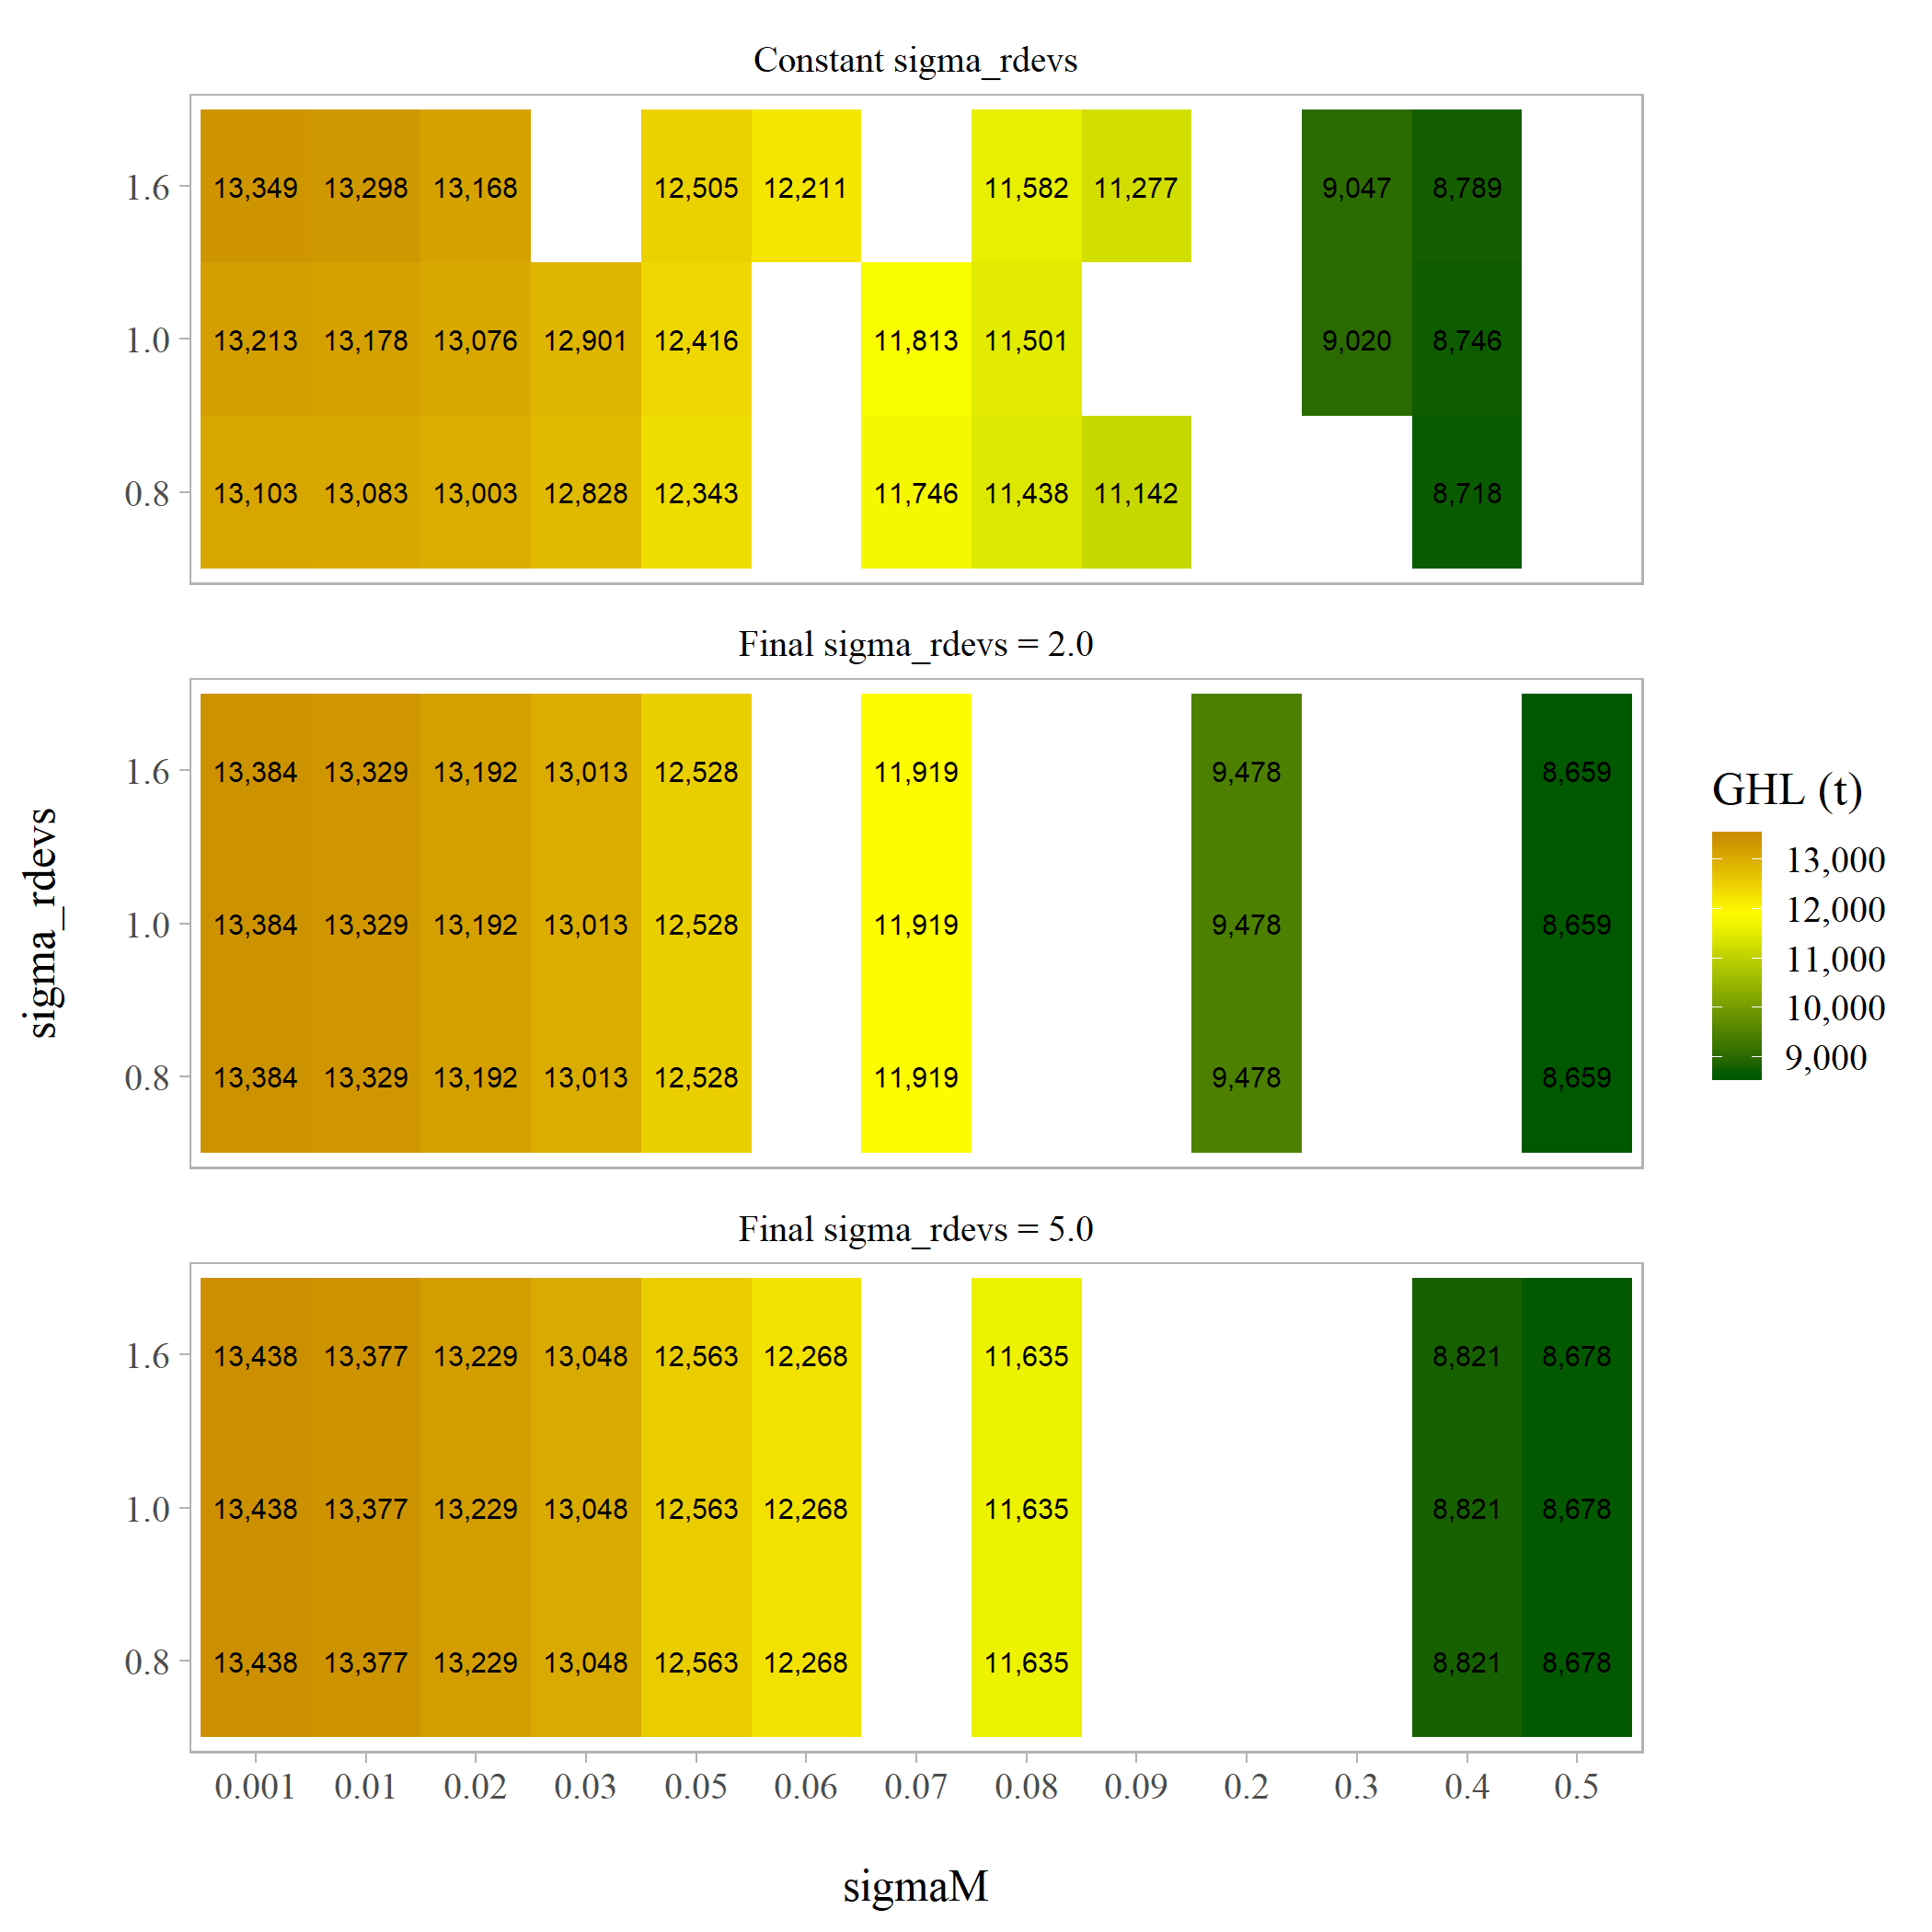 Constant sigma_rdevs
1.6
13,349 13,298 13,168 12,505 12,211 11,582 11,277 9,047 8,789
1.0
13,213 13,178 13,076 12,901 12,416 11,813 11,501 9,020 8,746
0.8
13,103 13,083 13,003 12,828 12,343 11,746 11,438 11,142 8,718
Final sigma_rdevs = 2.0
1.6
13,384 13,329 13,192 13,013 12,528 11,919 9,478 8,659
1.0
13,384 13,329 13,192 13,013 12,528 11,919 9,478 8,659
0.8
13,384 13,329 13,192 13,013 12,528 11,919 9,478 8,659
Final sigma_rdevs = 5.0
1.6
13,438 13,377 13,229 13,048 12,563 12,268 11,635 8,821 8,678
1.0
13,438 13,377 13,229 13,048 12,563 12,268 11,635 8,821 8,678
0.8
13,438 13,377 13,229 13,048 12,563 12,268 11,635 8,821 8,678
0.001 0.01 0.02 0.03 0.05 0.06 0.07 0.08 0.09 0.2 0.3 0.4 0.5
sigmaM
sigma_rdevs
GHL (t)
13,000
12,000
11,000
10,000
9,000